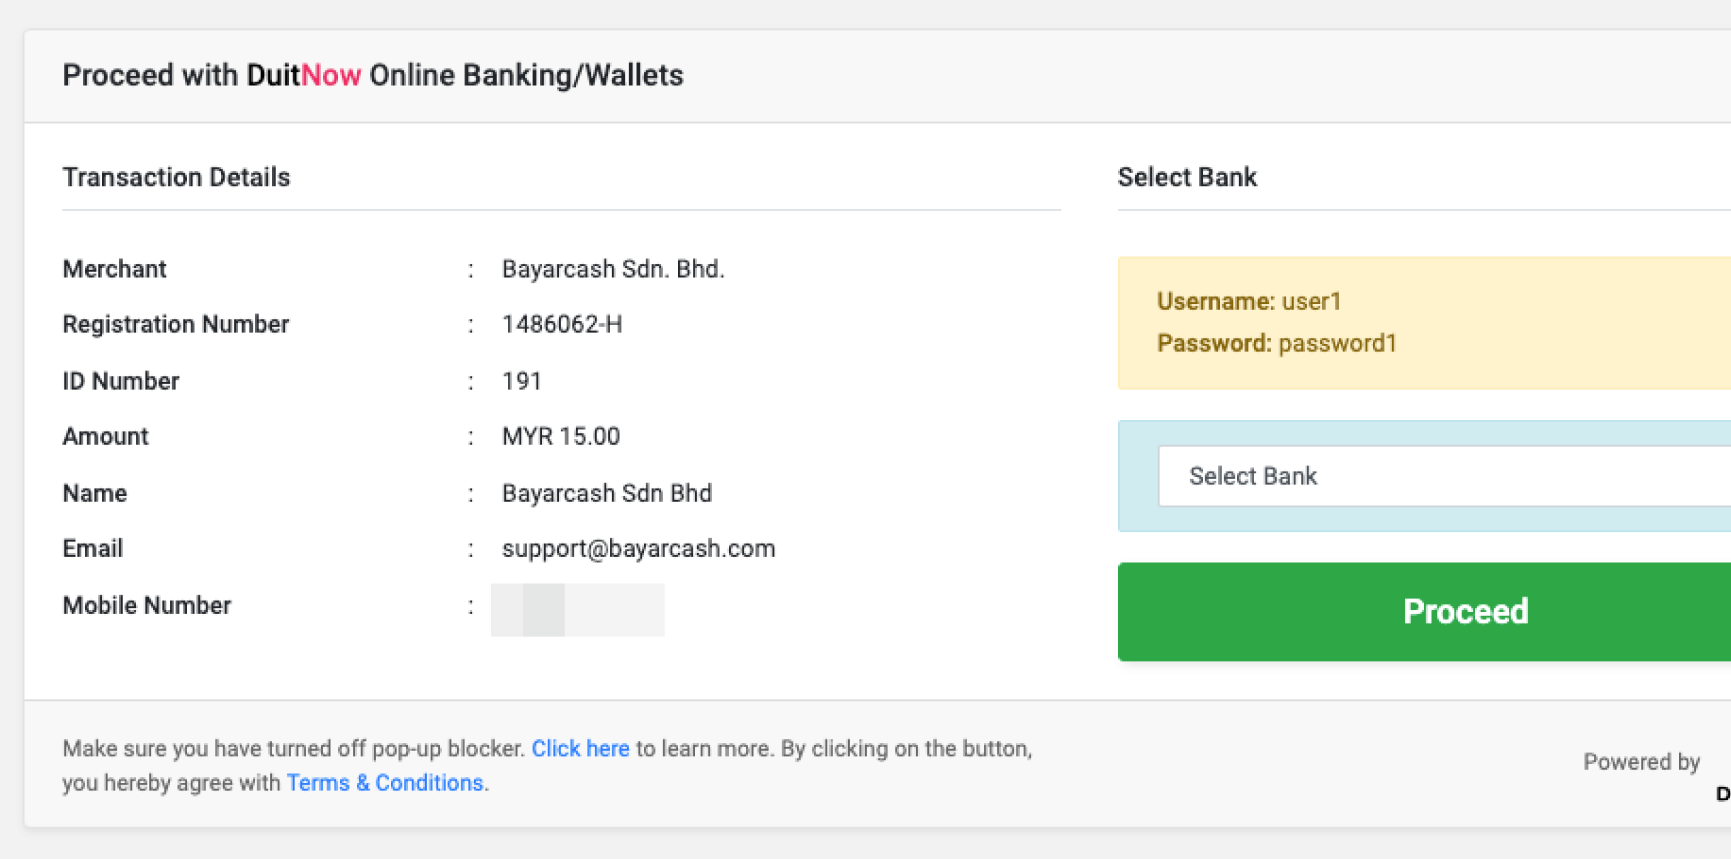 Proceed with DuitNow Online Banking/Wallets
Transaction Details
Merchant : Bayarcash Sdn. Bhd.
Registration Number : 1486062-H
ID Number : 191
Amount : MYR 15.00
Name : Bayarcash Sdn Bhd
Email : support@bayarcash.com
Mobile Number :
Select Bank
Username: user1
Password: password1
Select Bank
Proceed
Make sure you have turned off pop-up blocker. Click here to learn more. By clicking on the button,
you hereby agree with Terms & Conditions.
Powered by
D